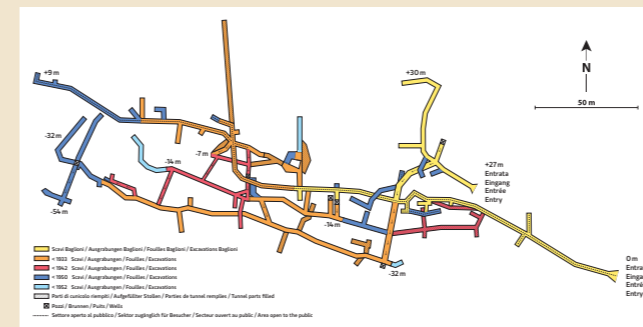 +9 m
+30 m
N
50 m
-32 m
-14 m
-7 m
+27 m
Entrata
Eingang
Entrée
Entry
-54 m
-14 m
-32 m
0 m
Entra
Einga
Entré
Entry
Scavi Baglioni / Ausgrabungen Baglioni / Fouilles Baglioni / Excavations Baglioni
< 1933 Scavi / Ausgrabungen / Fouilles / Excavations
< 1942 Scavi / Ausgrabungen / Fouilles / Excavations
< 1950 Scavi / Ausgrabungen / Fouilles / Excavations
< 1952 Scavi / Ausgrabungen / Fouilles / Excavations
Parti di cunicolo riempiti / Aufgefüllter Stollen / Parties de tunnel remplies / Tunnel parts filled
Pozzi / Brunnen / Puits / Wells
Settore aperto al pubblico / Sektor zugänglich für Besucher / Secteur ouvert au public / Area open to the public